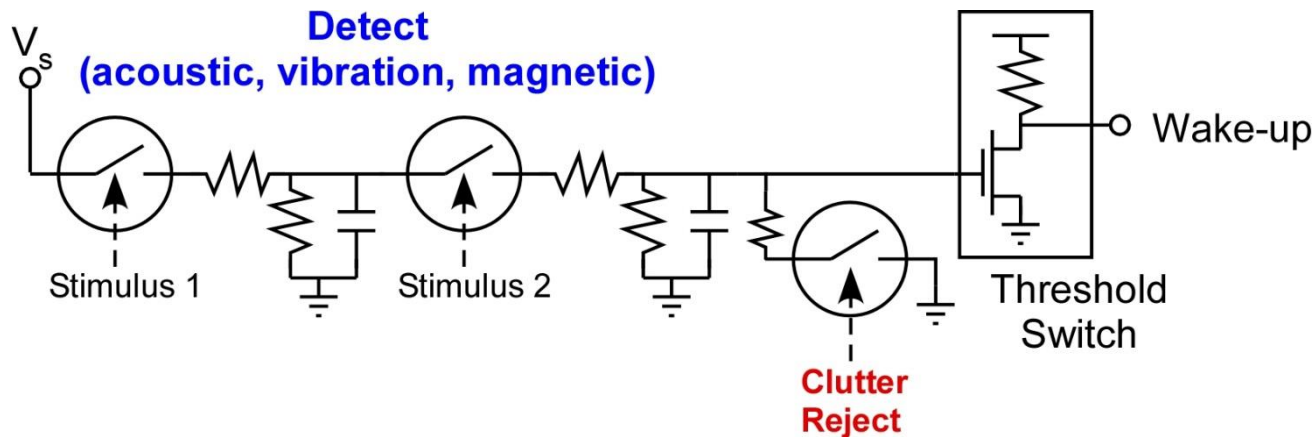 Detect
(acoustic, vibration, magnetic)
Vs
Wake-up
Stimulus 1
Stimulus 2
Threshold
Switch
Clutter
Reject